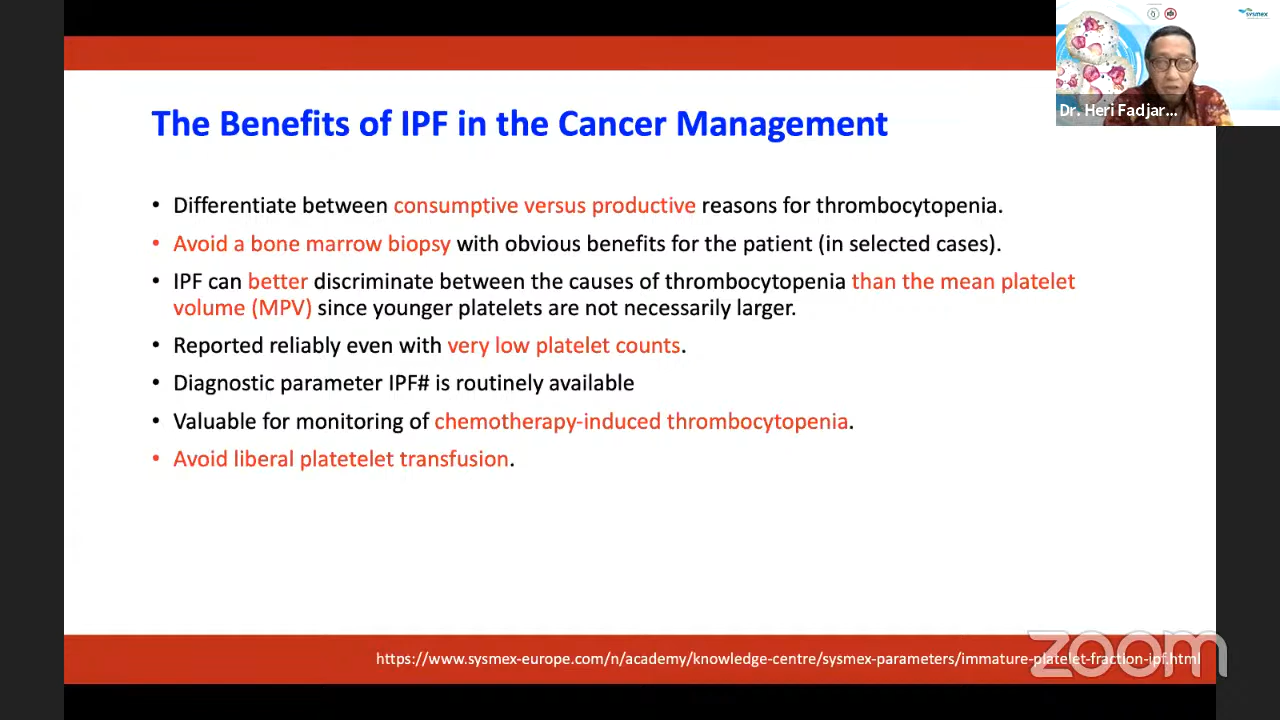 sysmex
Dr. Heri Fadjar...
The Benefits of IPF in the Cancer Management
• Differentiate between consumptive versus productive reasons for thrombocytopenia.
• Avoid a bone marrow biopsy with obvious benefits for the patient (in selected cases).
• IPF can better discriminate between the causes of thrombocytopenia than the mean platelet
volume (MPV) since younger platelets are not necessarily larger.
• Reported reliably even with very low platelet counts.
• Diagnostic parameter IPF# is routinely available
• Valuable for monitoring of chemotherapy-induced thrombocytopenia.
• Avoid liberal platetelet transfusion.
https://www.sysmex-europe.com/n/academy/knowledge-centre/sysmex-parameters/immature-platelet-fraction-ipf.html
zoom